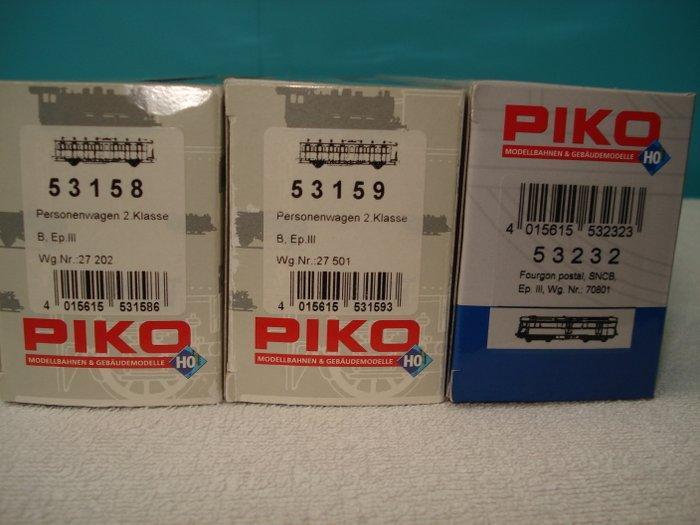 53158
Personenwagen 2.Klasse
B, Ep.III
Wg.Nr.:27 202
4 015615 531586
PIKO
MODELLBAHNEN & GEBÄUDEMODELLE
H0
53159
Personenwagen 2.Klasse
B, Ep.III
Wg.Nr.:27 501
4 015615 531593
PIKO
MODELLBAHNEN & GEBÄUDEMODELLE
H0
PIKO
MODELLBAHNEN & GEBÄUDEMODELLE
H0
4 015615 532323
53232
Fourgon postal, SNCB,
Ep. III, Wg. Nr.: 70801